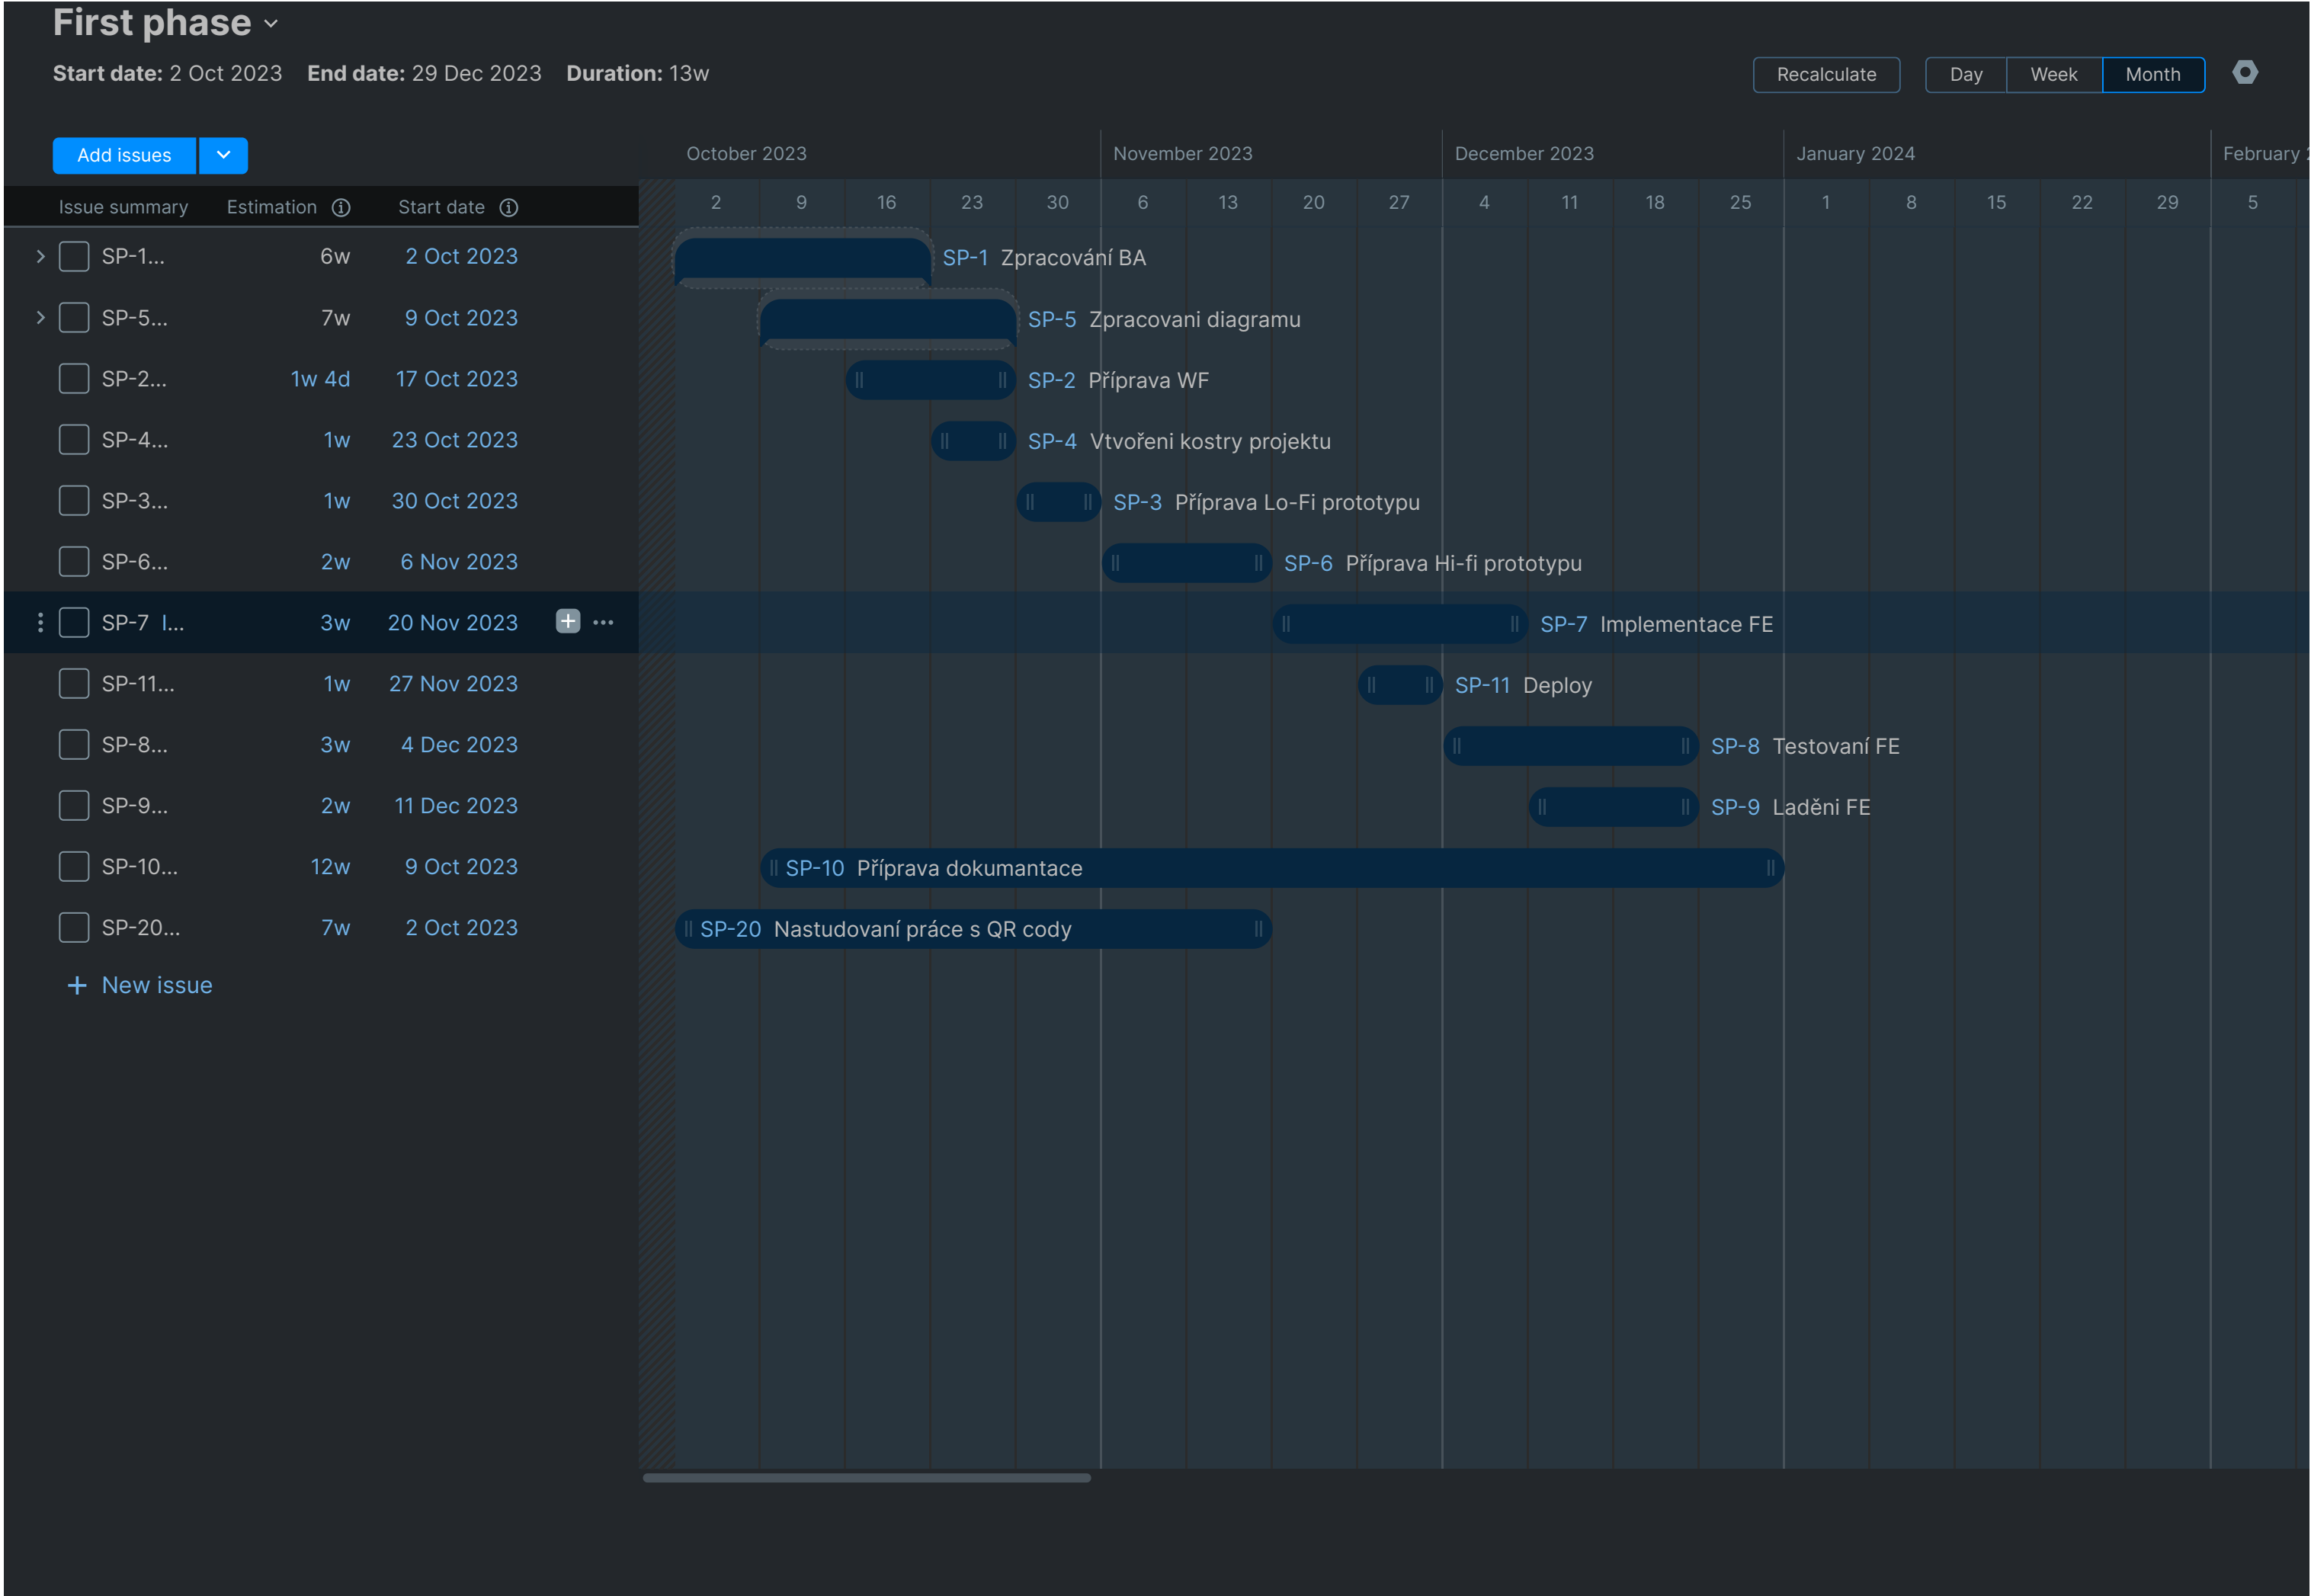 First phase
Start date: 2 Oct 2023 End date: 29 Dec 2023 Duration: 13w
Recalculate Day Week Month
Add issues
October 2023 November 2023 December 2023 January 2024 February
Issue summary Estimation Start date
2 9 16 23 30 6 13 20 27 4 11 18 25 1 8 15 22 29 5
SP-1... 6w 2 Oct 2023 SP-1 Zpracování BA
SP-5... 7w 9 Oct 2023 SP-5 Zpracovani diagramu
SP-2... 1w 4d 17 Oct 2023 SP-2 Příprava WF
SP-4... 1w 23 Oct 2023 SP-4 Vtvořeni kostry projektu
SP-3... 1w 30 Oct 2023 SP-3 Příprava Lo-Fi prototypu
SP-6... 2w 6 Nov 2023 SP-6 Příprava Hi-fi prototypu
SP-7 I... 3w 20 Nov 2023 SP-7 Implementace FE
SP-11... 1w 27 Nov 2023 SP-11 Deploy
SP-8... 3w 4 Dec 2023 SP-8 Testovaní FE
SP-9... 2w 11 Dec 2023 SP-9 Laděni FE
SP-10... 12w 9 Oct 2023 SP-10 Příprava dokumantace
SP-20... 7w 2 Oct 2023 SP-20 Nastudovaní práce s QR cody
+ New issue